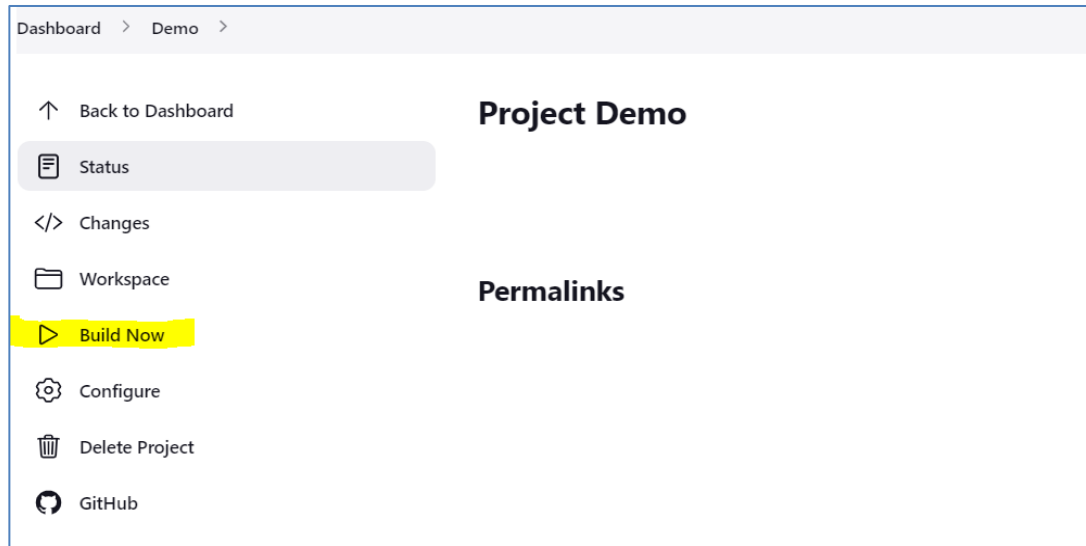 Dashboard > Demo >
Back to Dashboard
Status
Changes
Workspace
Build Now
Configure
Delete Project
GitHub
Project Demo
Permalinks